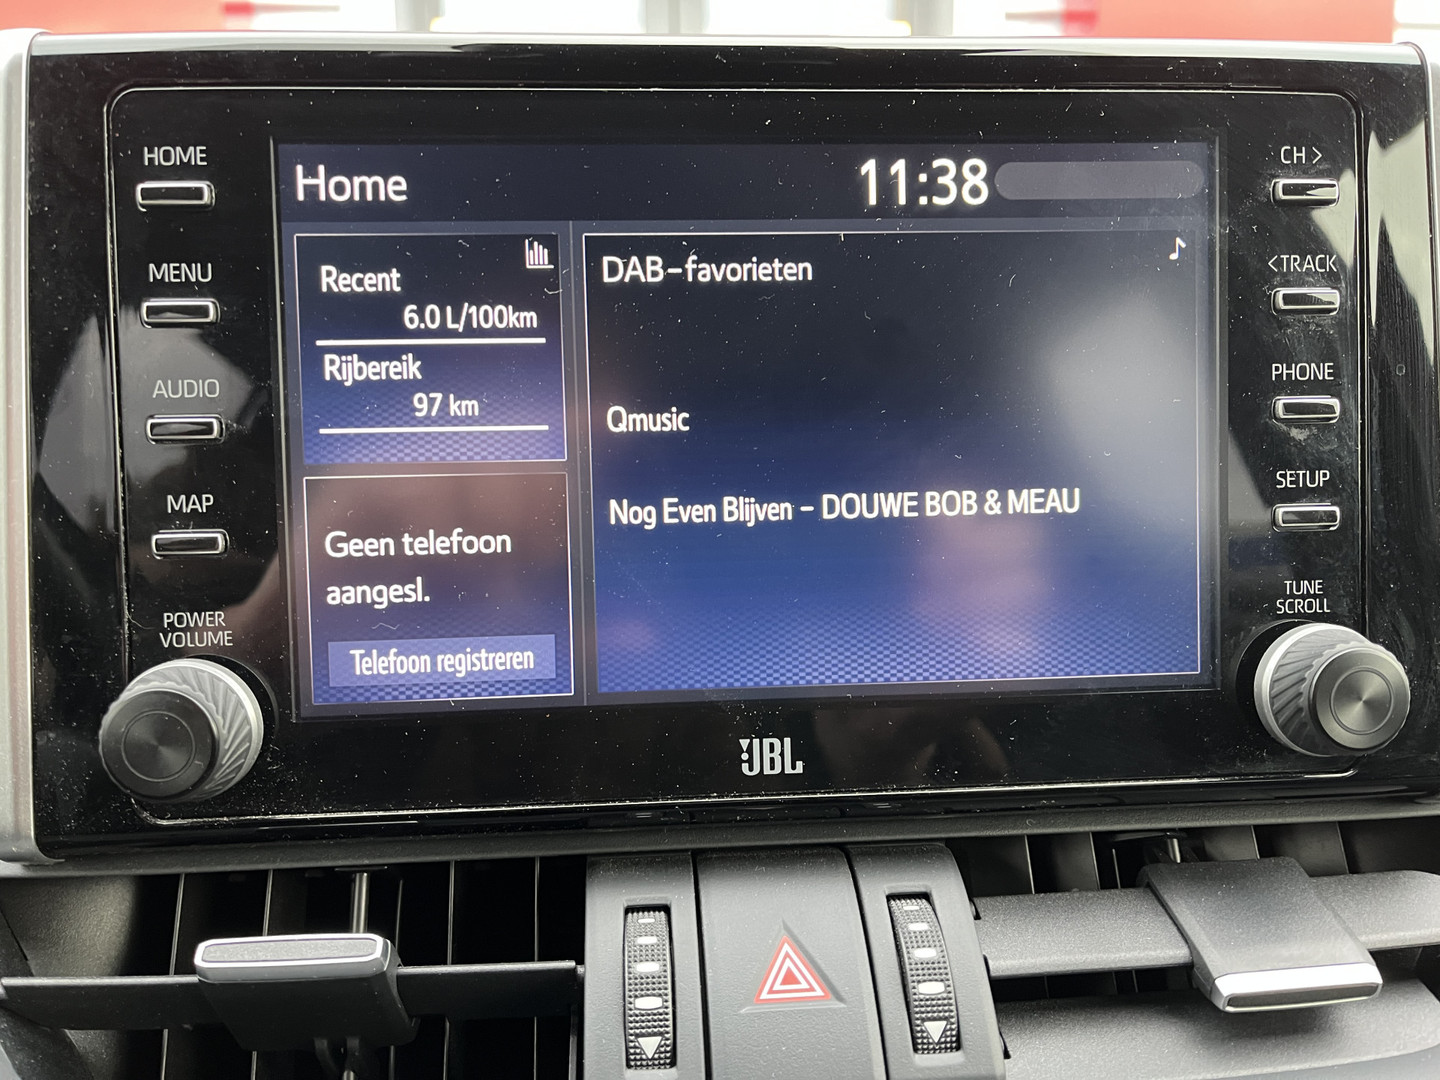 HOME
MENU
AUDIO
MAP
POWER
VOLUME
Home
11:38
Recent
6.0 L/100km
Rijbereik
97 km
Geen telefoon
aangesl.
Telefoon registreren
DAB-favorieten
Qmusic
Nog Even Blijven - DOUWE BOB & MEAU
CH >
<TRACK
PHONE
SETUP
TUNE
SCROLL
JBL